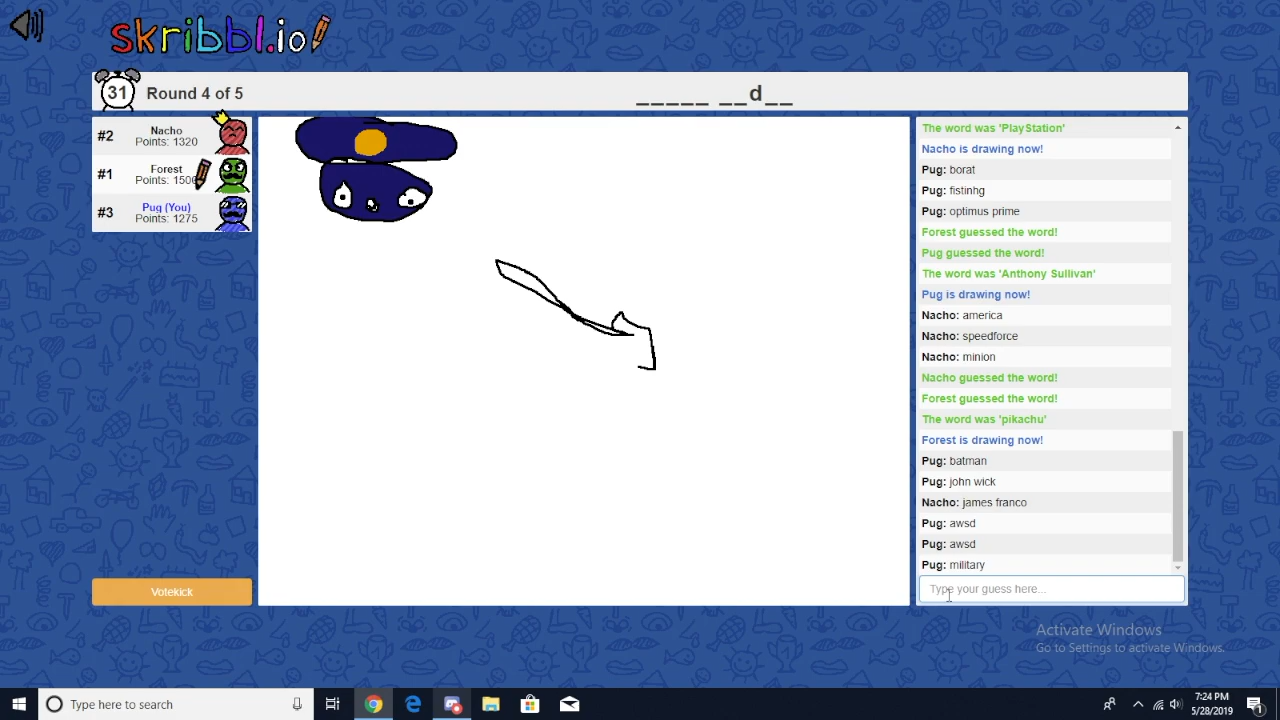 skribbl.io
31 Round 4 of 5 _____ __d__
#2 Nacho
Points: 1320
#1 Forest
Points: 1500
#3 Pug (You)
Points: 1275
Votekick
The word was 'PlayStation'
Nacho is drawing now!
Pug: borat
Pug: fistinhg
Pug: optimus prime
Forest guessed the word!
Pug guessed the word!
The word was 'Anthony Sullivan'
Pug is drawing now!
Nacho: america
Nacho: speedforce
Nacho: minion
Nacho guessed the word!
Forest guessed the word!
The word was 'pikachu'
Forest is drawing now!
Pug: batman
Pug: john wick
Nacho: james franco
Pug: awsd
Pug: awsd
Pug: military
Type your guess here...
Activate Windows
Go to Settings to activate Windows.
Type here to search
7:24 PM
5/28/2019
1